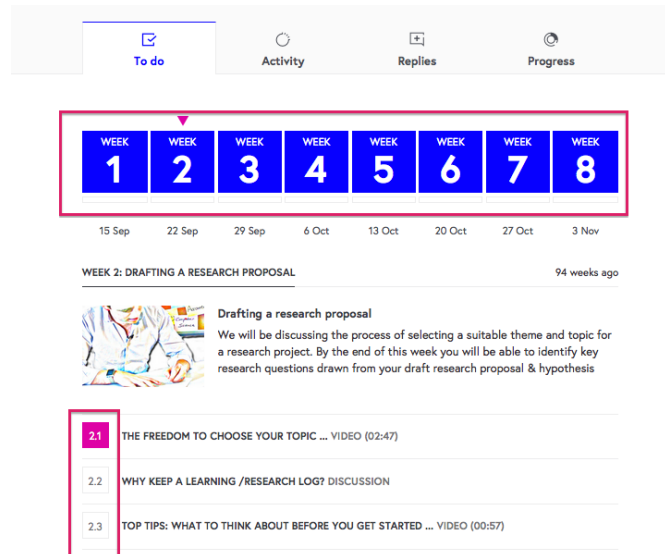 To do Activity Replies Progress
WEEK WEEK WEEK WEEK WEEK WEEK WEEK WEEK
1 2 3 4 5 6 7 8
15 Sep 22 Sep 29 Sep 6 Oct 13 Oct 20 Oct 27 Oct 3 Nov
WEEK 2: DRAFTING A RESEARCH PROPOSAL 94 weeks ago
Drafting a research proposal
We will be discussing the process of selecting a suitable theme and topic for
a research project. By the end of this week you will be able to identify key
research questions drawn from your draft research proposal & hypothesis
2.1 THE FREEDOM TO CHOOSE YOUR TOPIC ... VIDEO (02:47)
2.2 WHY KEEP A LEARNING /RESEARCH LOG? DISCUSSION
2.3 TOP TIPS: WHAT TO THINK ABOUT BEFORE YOU GET STARTED ... VIDEO (00:57)